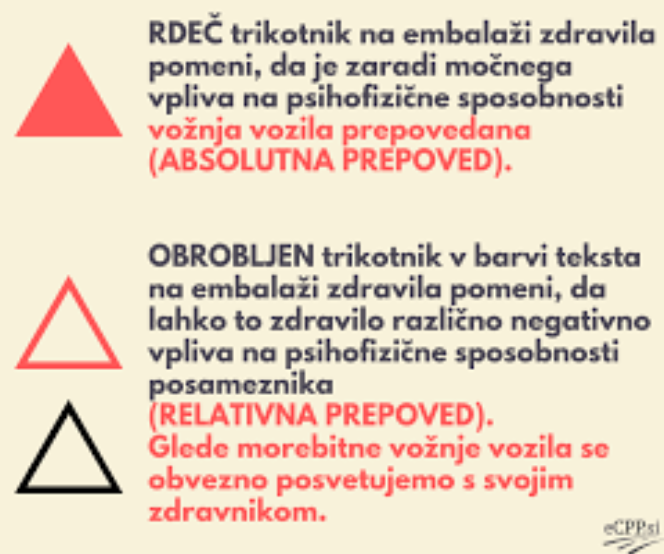 RDEČ trikotnik na embalaži zdravila
pomeni, da je zaradi močnega
vpliva na psihofizične sposobnosti
vožnja vozila prepovedana
(ABSOLUTNA PREPOVED).
OBROBLJEN trikotnik v barvi teksta
na embalaži zdravila pomeni, da
lahko to zdravilo različno negativno
vpliva na psihofizične sposobnosti
posameznika
(RELATIVNA PREPOVED).
Glede morebitne vožnje vozila se
obvezno posvetujemo s svojim
zdravnikom.
eCPP.si